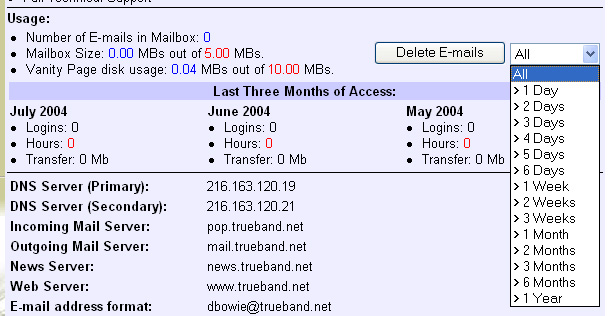 Usage:
• Number of E-mails in Mailbox: 0
• Mailbox Size: 0.00 MBs out of 5.00 MBs.
• Vanity Page disk usage: 0.04 MBs out of 10.00 MBs.
Delete E-mails
All
All
> 1 Day
> 2 Days
> 3 Days
> 4 Days
> 5 Days
> 6 Days
> 1 Week
> 2 Weeks
> 3 Weeks
> 1 Month
> 2 Months
> 3 Months
> 6 Months
> 1 Year
Last Three Months of Access:
July 2004
• Logins: 0
• Hours: 0
• Transfer: 0 Mb
June 2004
• Logins: 0
• Hours: 0
• Transfer: 0 Mb
May 2004
• Logins: 0
• Hours: 0
• Transfer: 0 Mb
DNS Server (Primary): 216.163.120.19
DNS Server (Secondary): 216.163.120.21
Incoming Mail Server: pop.trueband.net
Outgoing Mail Server: mail.trueband.net
News Server: news.trueband.net
Web Server: www.trueband.net
E-mail address format: dbowie@trueband.net